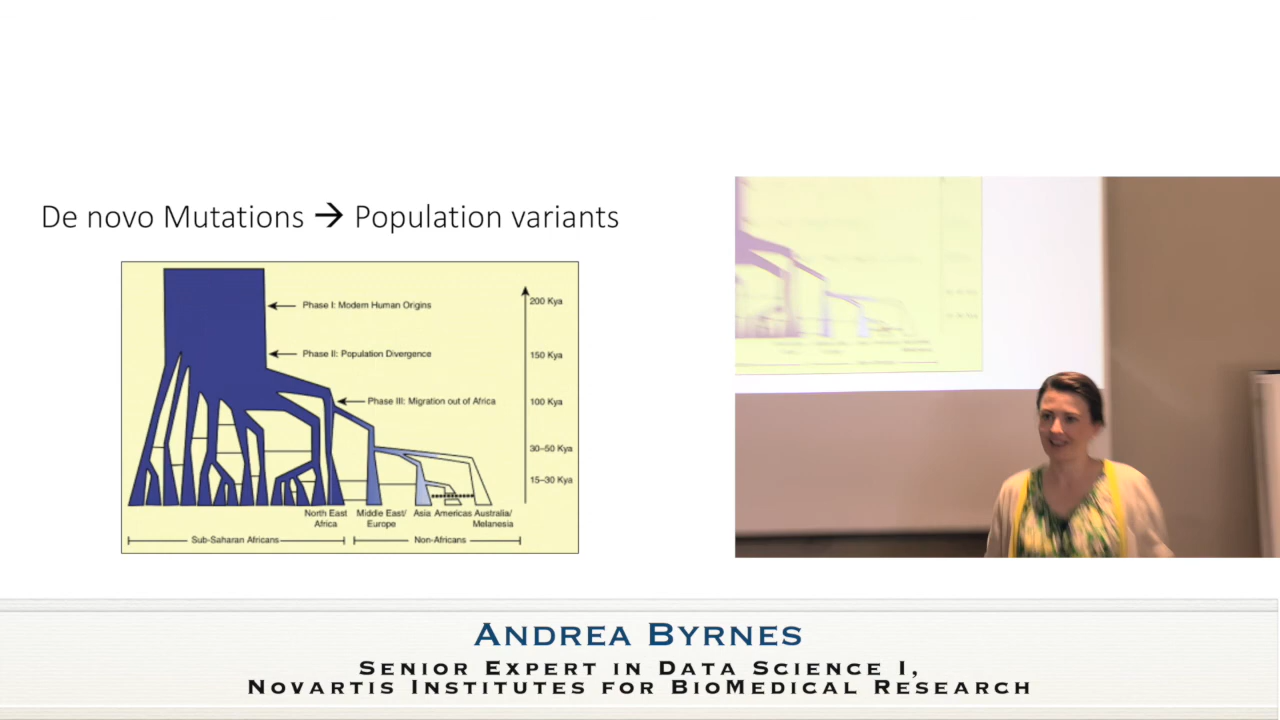 De novo Mutations → Population variants
Phase I: Modern Human Origins
200 Kya
Phase II: Population Divergence
150 Kya
Phase III: Migration out of Africa
100 Kya
30–50 Kya
15–30 Kya
North East
Africa
Middle East/
Europe
Asia
Americas
Australia/
Melanesia
Sub-Saharan Africans
Non-Africans
Andrea Byrnes
Senior Expert in Data Science I,
Novartis Institutes for BioMedical Research